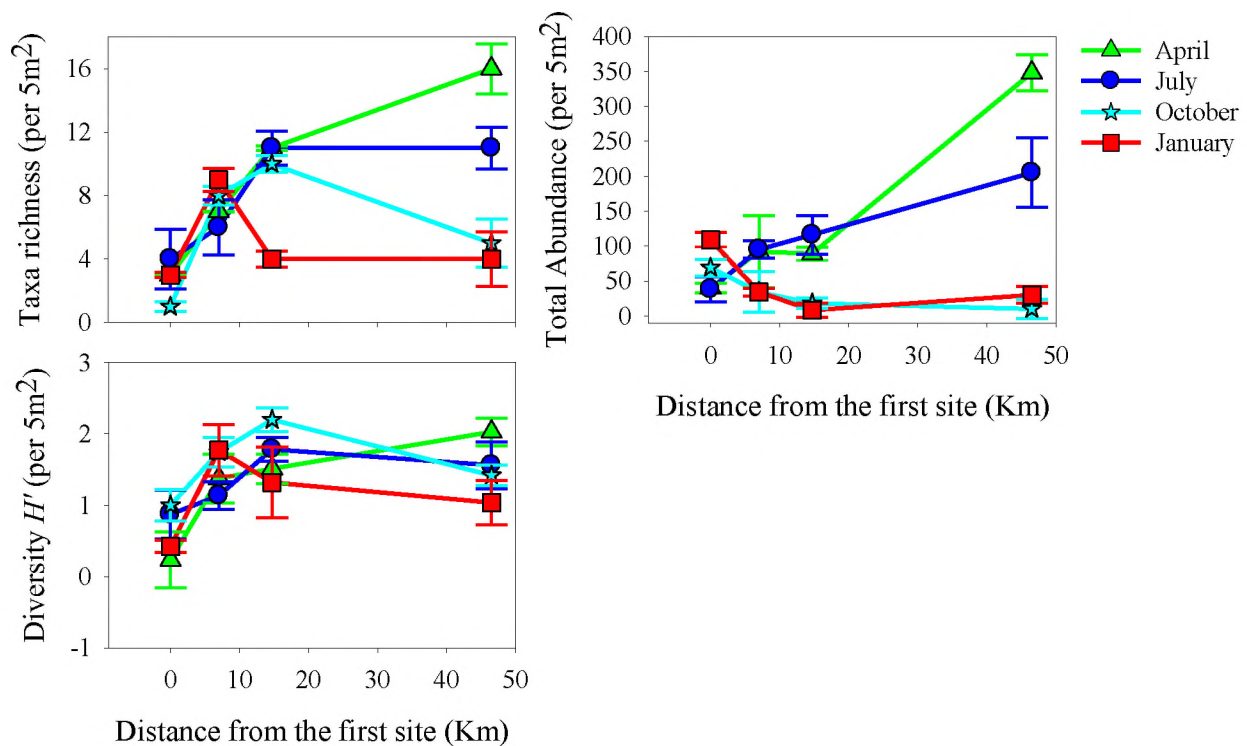 Taxa richness (per 5m2)
16
12
8
4
0
Total Abundance (per 5m2)
400
350
300
250
200
150
100
50
0
0 10 20 30 40 50
Distance from the first site (Km)
April
July
October
January
Diversity H' (per 5m2)
3
2
1
0
-1
0 10 20 30 40 50
Distance from the first site (Km)